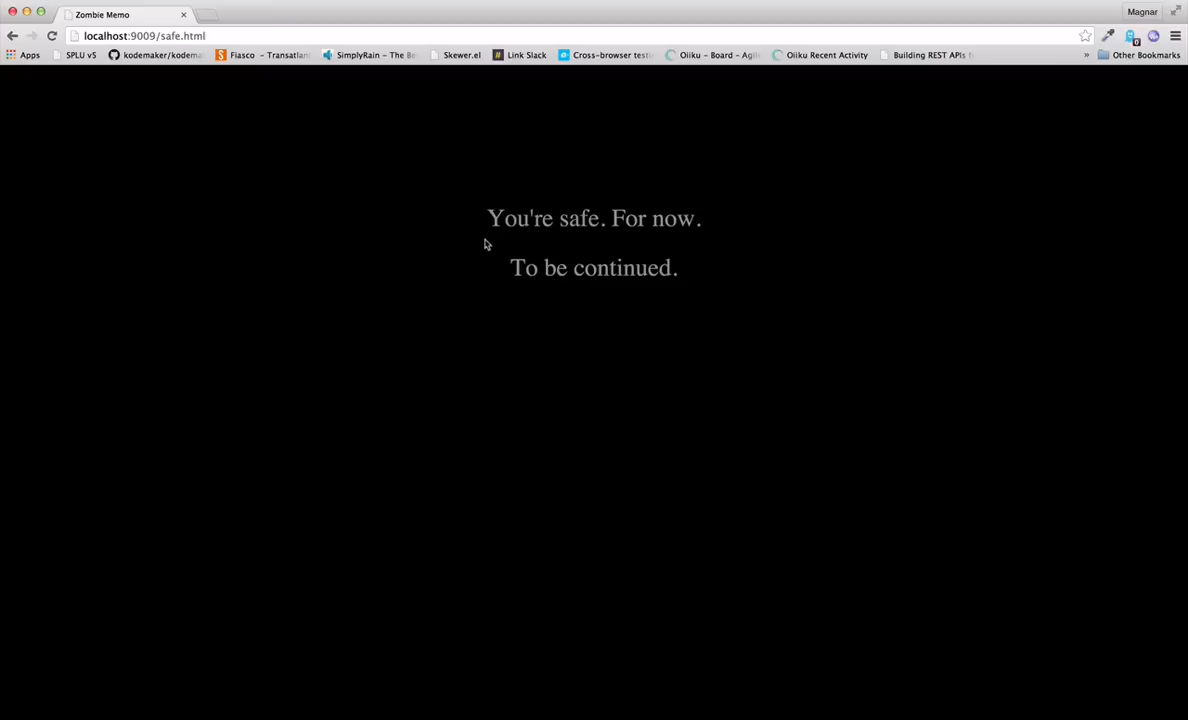 Zombie Memo
Magnar
localhost:9009/safe.html
Apps SPLU v5 kodemaker/kodema Fiasco – Transatlan SimplyRain – The Be Skewer.el Link Slack Cross-browser testi Oiiku – Board – Agil Oiiku Recent Activity Building REST APIs f » Other Bookmarks
0
You're safe. For now.
To be continued.